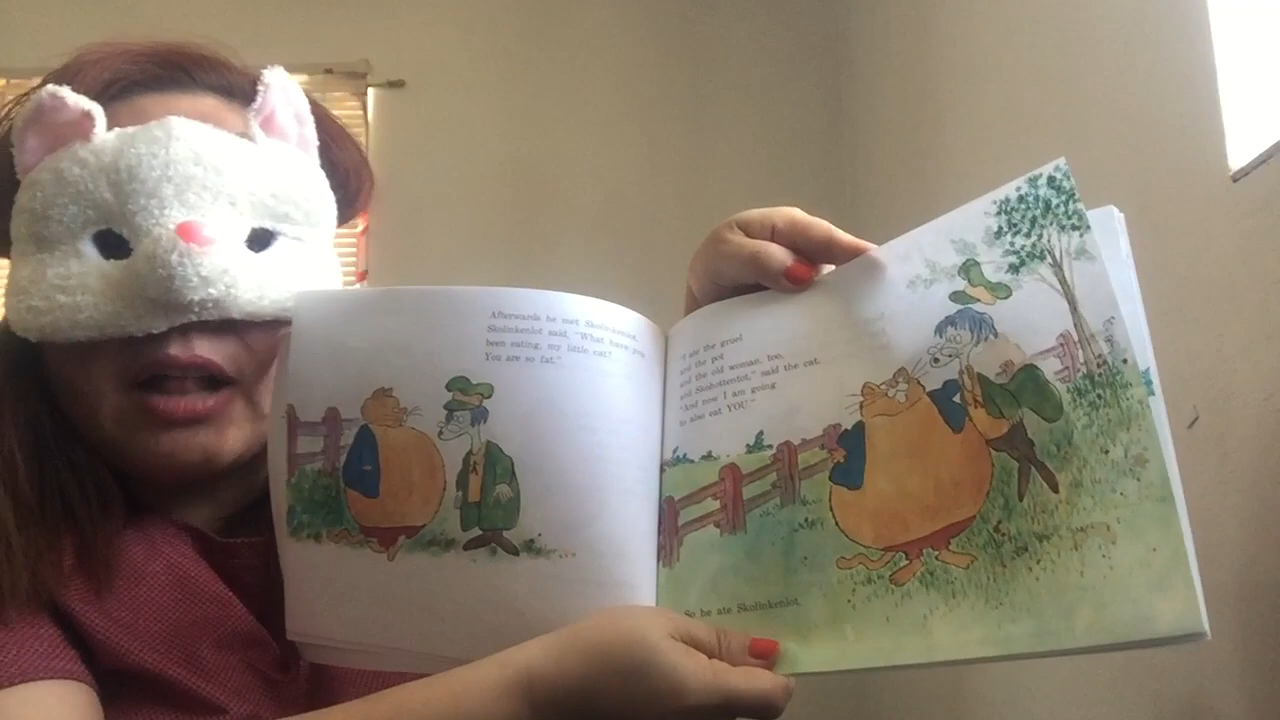 Afterwards he met Skolinkenlot.
Skolinkenlot said, "What have you
been eating, my little cat?
You are so fat."
"I ate the gruel
and the pot
and the old woman, too,
and Skohottentot," said the cat.
"And now I am going
to also eat YOU."
So he ate Skolinkenlot.